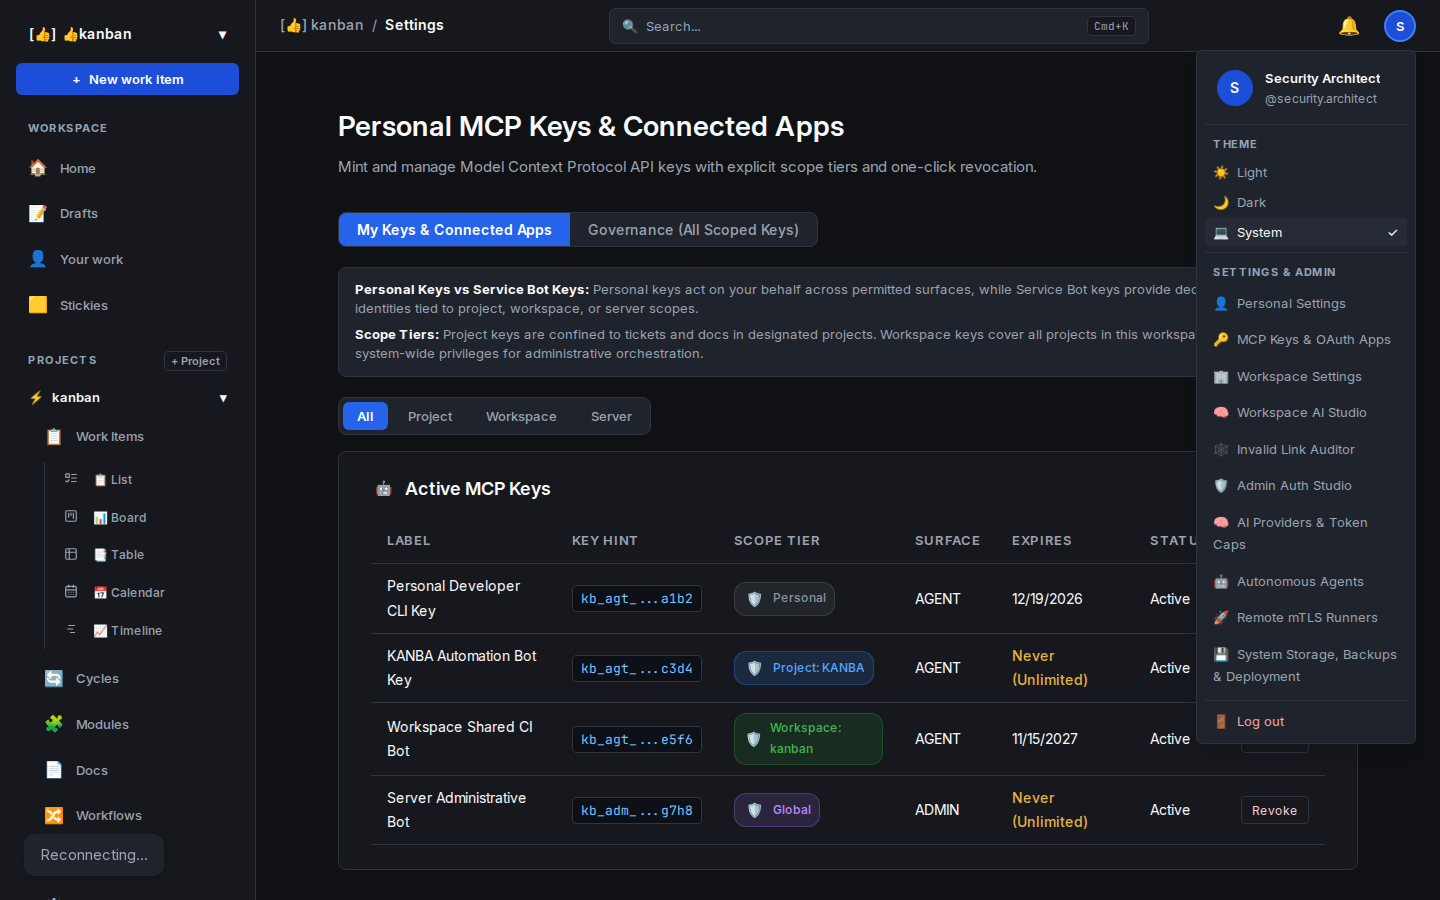 [👍] 👍kanban ▼
+ New work item
WORKSPACE
🏠 Home
📝 Drafts
👤 Your work
🟨 Stickies
PROJECTS + Project
⚡ kanban ▼
📋 Work Items
📋 List
📊 Board
📑 Table
📅 Calendar
📈 Timeline
🔄 Cycles
🧩 Modules
📄 Docs
🔀 Workflows
Reconnecting...
[👍] kanban / Settings
🔍 Search... Cmd+K
🔔 S
Personal MCP Keys & Connected Apps
Mint and manage Model Context Protocol API keys with explicit scope tiers and one-click revocation.
My Keys & Connected Apps Governance (All Scoped Keys)
Personal Keys vs Service Bot Keys: Personal keys act on your behalf across permitted surfaces, while Service Bot keys provide
identities tied to project, workspace, or server scopes.
Scope Tiers: Project keys are confined to tickets and docs in designated projects. Workspace keys cover all projects in this
system-wide privileges for administrative orchestration.
All Project Workspace Server
🤖 Active MCP Keys
LABEL KEY HINT SCOPE TIER SURFACE EXPIRES
Personal Developer
CLI Key kb_agt_...a1b2 🛡️ Personal AGENT 12/19/2026 Active
KANBA Automation Bot
Key kb_agt_...c3d4 🛡️ Project: KANBA AGENT Never
(Unlimited) Active
Workspace Shared CI
Bot kb_agt_...e5f6 🛡️ Workspace:
kanban AGENT 11/15/2027 Active
Server Administrative
Bot kb_adm_...g7h8 🛡️ Global ADMIN Never
(Unlimited) Active Revoke
S Security Architect
@security.architect
THEME
☀️ Light
🌙 Dark
💻 System ✓
SETTINGS & ADMIN
👤 Personal Settings
🔑 MCP Keys & OAuth Apps
🏢 Workspace Settings
🧠 Workspace AI Studio
🕸️ Invalid Link Auditor
🛡️ Admin Auth Studio
🧠 AI Providers & Token
Caps
🤖 Autonomous Agents
🚀 Remote mTLS Runners
💾 System Storage, Backups
& Deployment
🚪 Log out